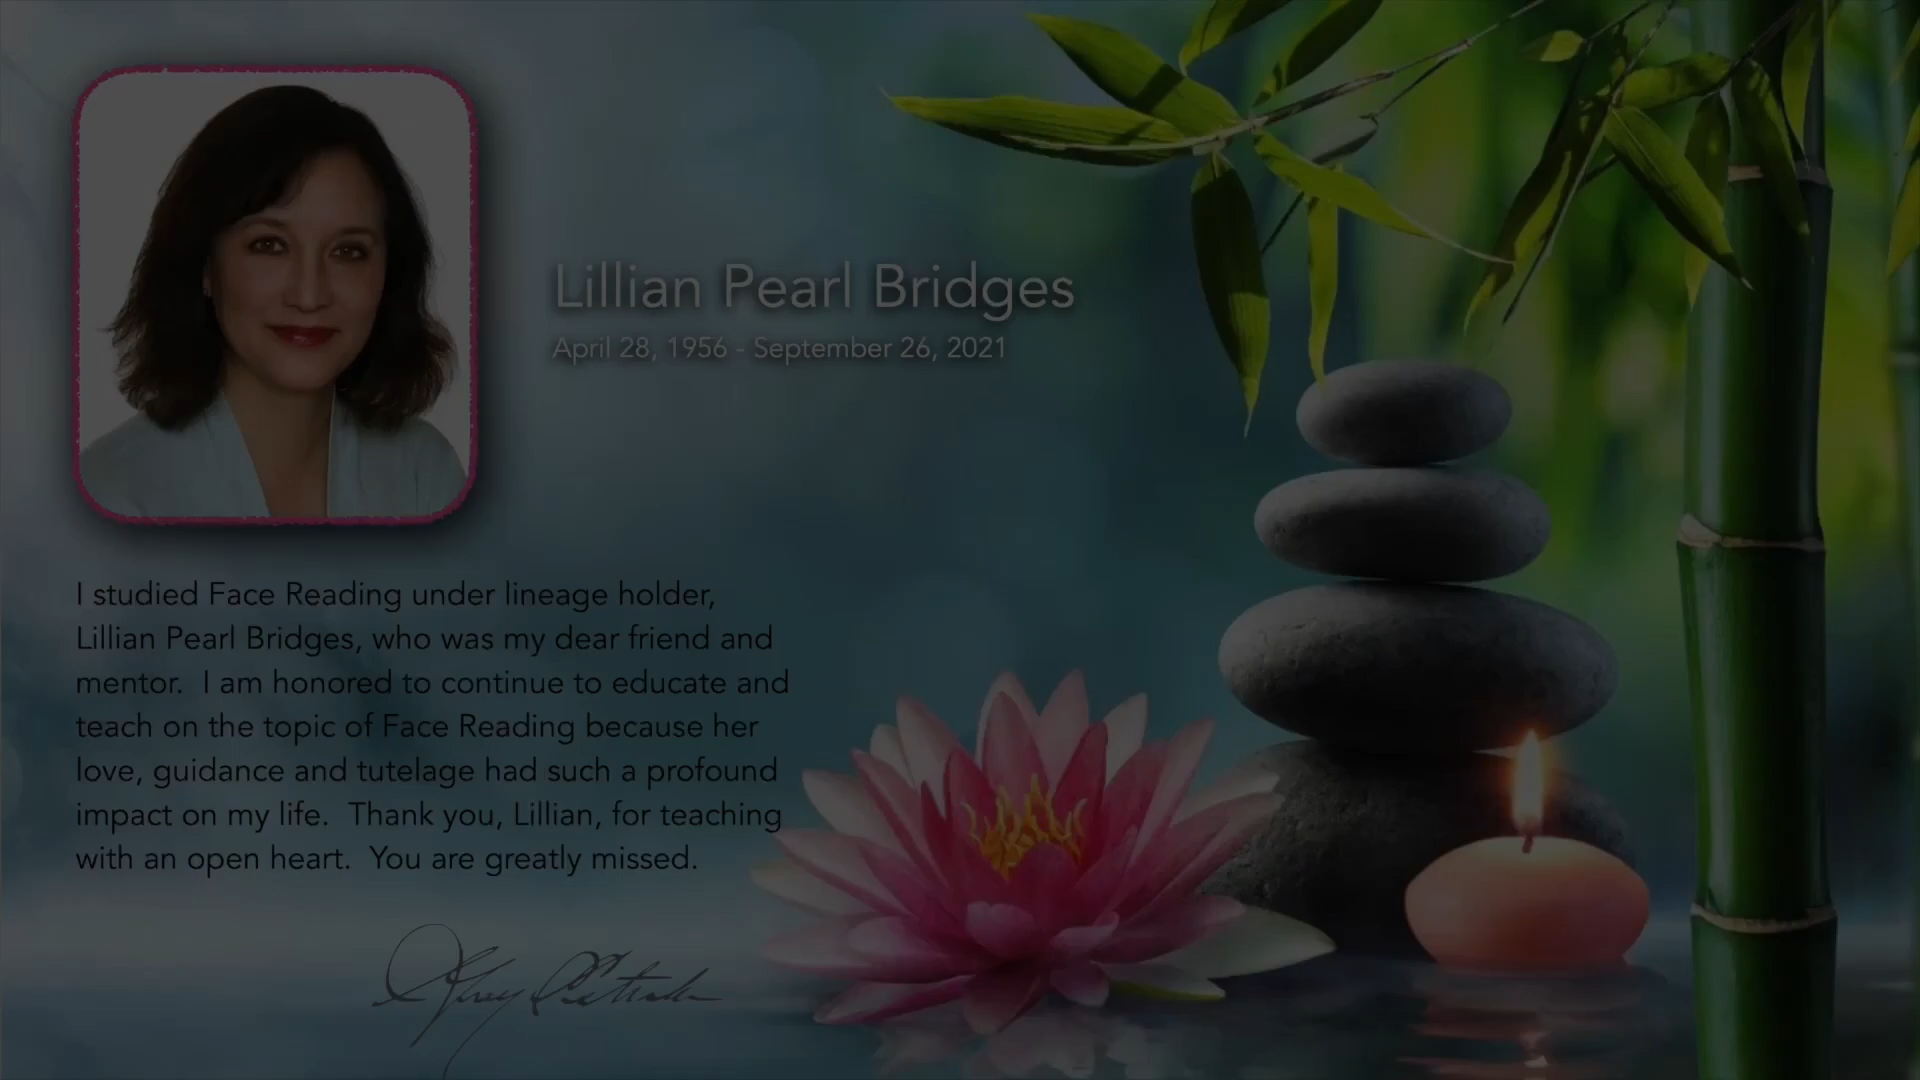 Lillian Pearl Bridges
April 28, 1956 - September 26, 2021
I studied Face Reading under lineage holder,
Lillian Pearl Bridges, who was my dear friend and
mentor.  I am honored to continue to educate and
teach on the topic of Face Reading because her
love, guidance and tutelage had such a profound
impact on my life.  Thank you, Lillian, for teaching
with an open heart.  You are greatly missed.